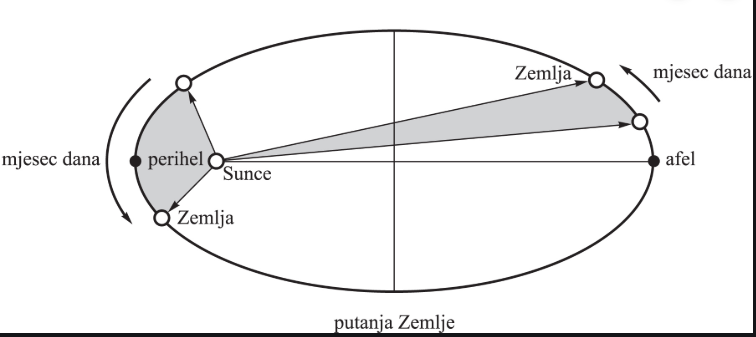 Zemlja
mjesec dana
mjesec dana
perihel
Sunce
afel
Zemlja
putanja Zemlje